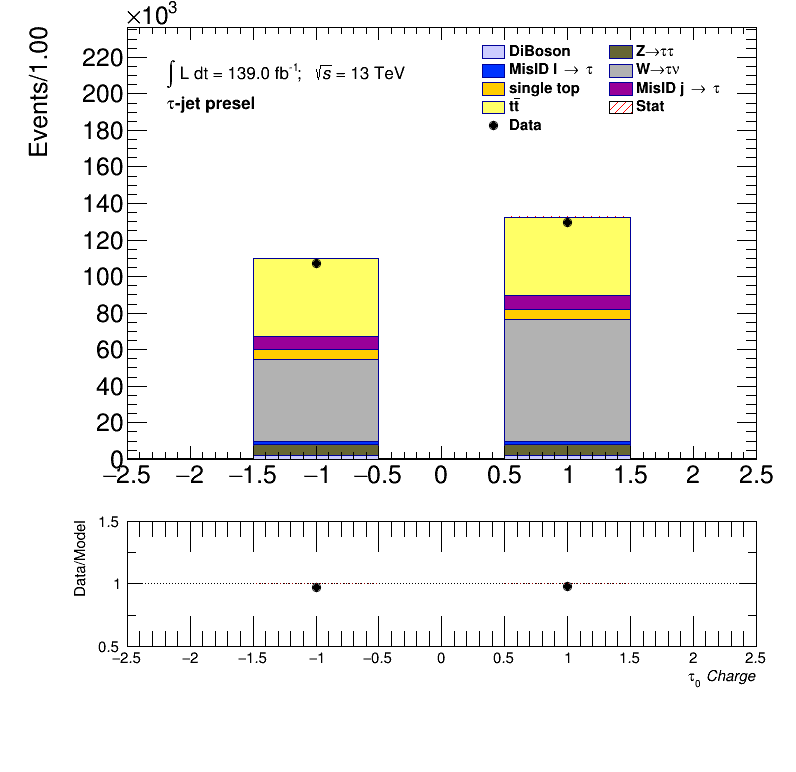 ×10³
Events/1.00
220
200
180
160
140
120
100
80
60
40
20
0
∫ L dt = 139.0 fb⁻¹; √s = 13 TeV
τ-jet presel
DiBoson
Z→ττ
MisID l → τ
W→τν
single top
MisID j → τ
tt̄
Stat
Data
−2.5 −2 −1.5 −1 −0.5 0 0.5 1 1.5 2 2.5
Data/Model
1.5
1
0.5
−2.5 −2 −1.5 −1 −0.5 0 0.5 1 1.5 2 2.5
τ₀ Charge